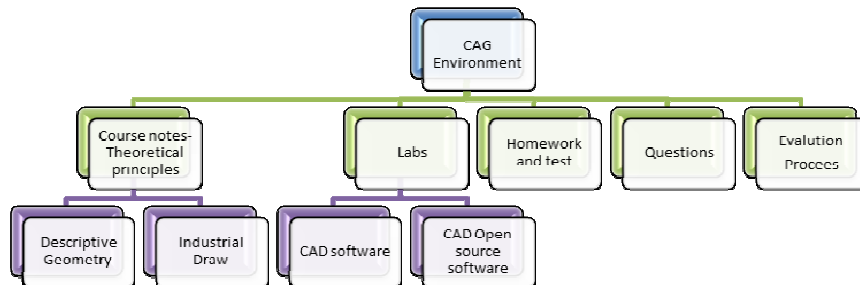 CAG
Environment
Course notes-
Theoretical
principles
Labs
Homework
and test
Questions
Evalution
Procees
Descriptive
Geometry
Industrial
Draw
CAD software
CAD Open
source
software